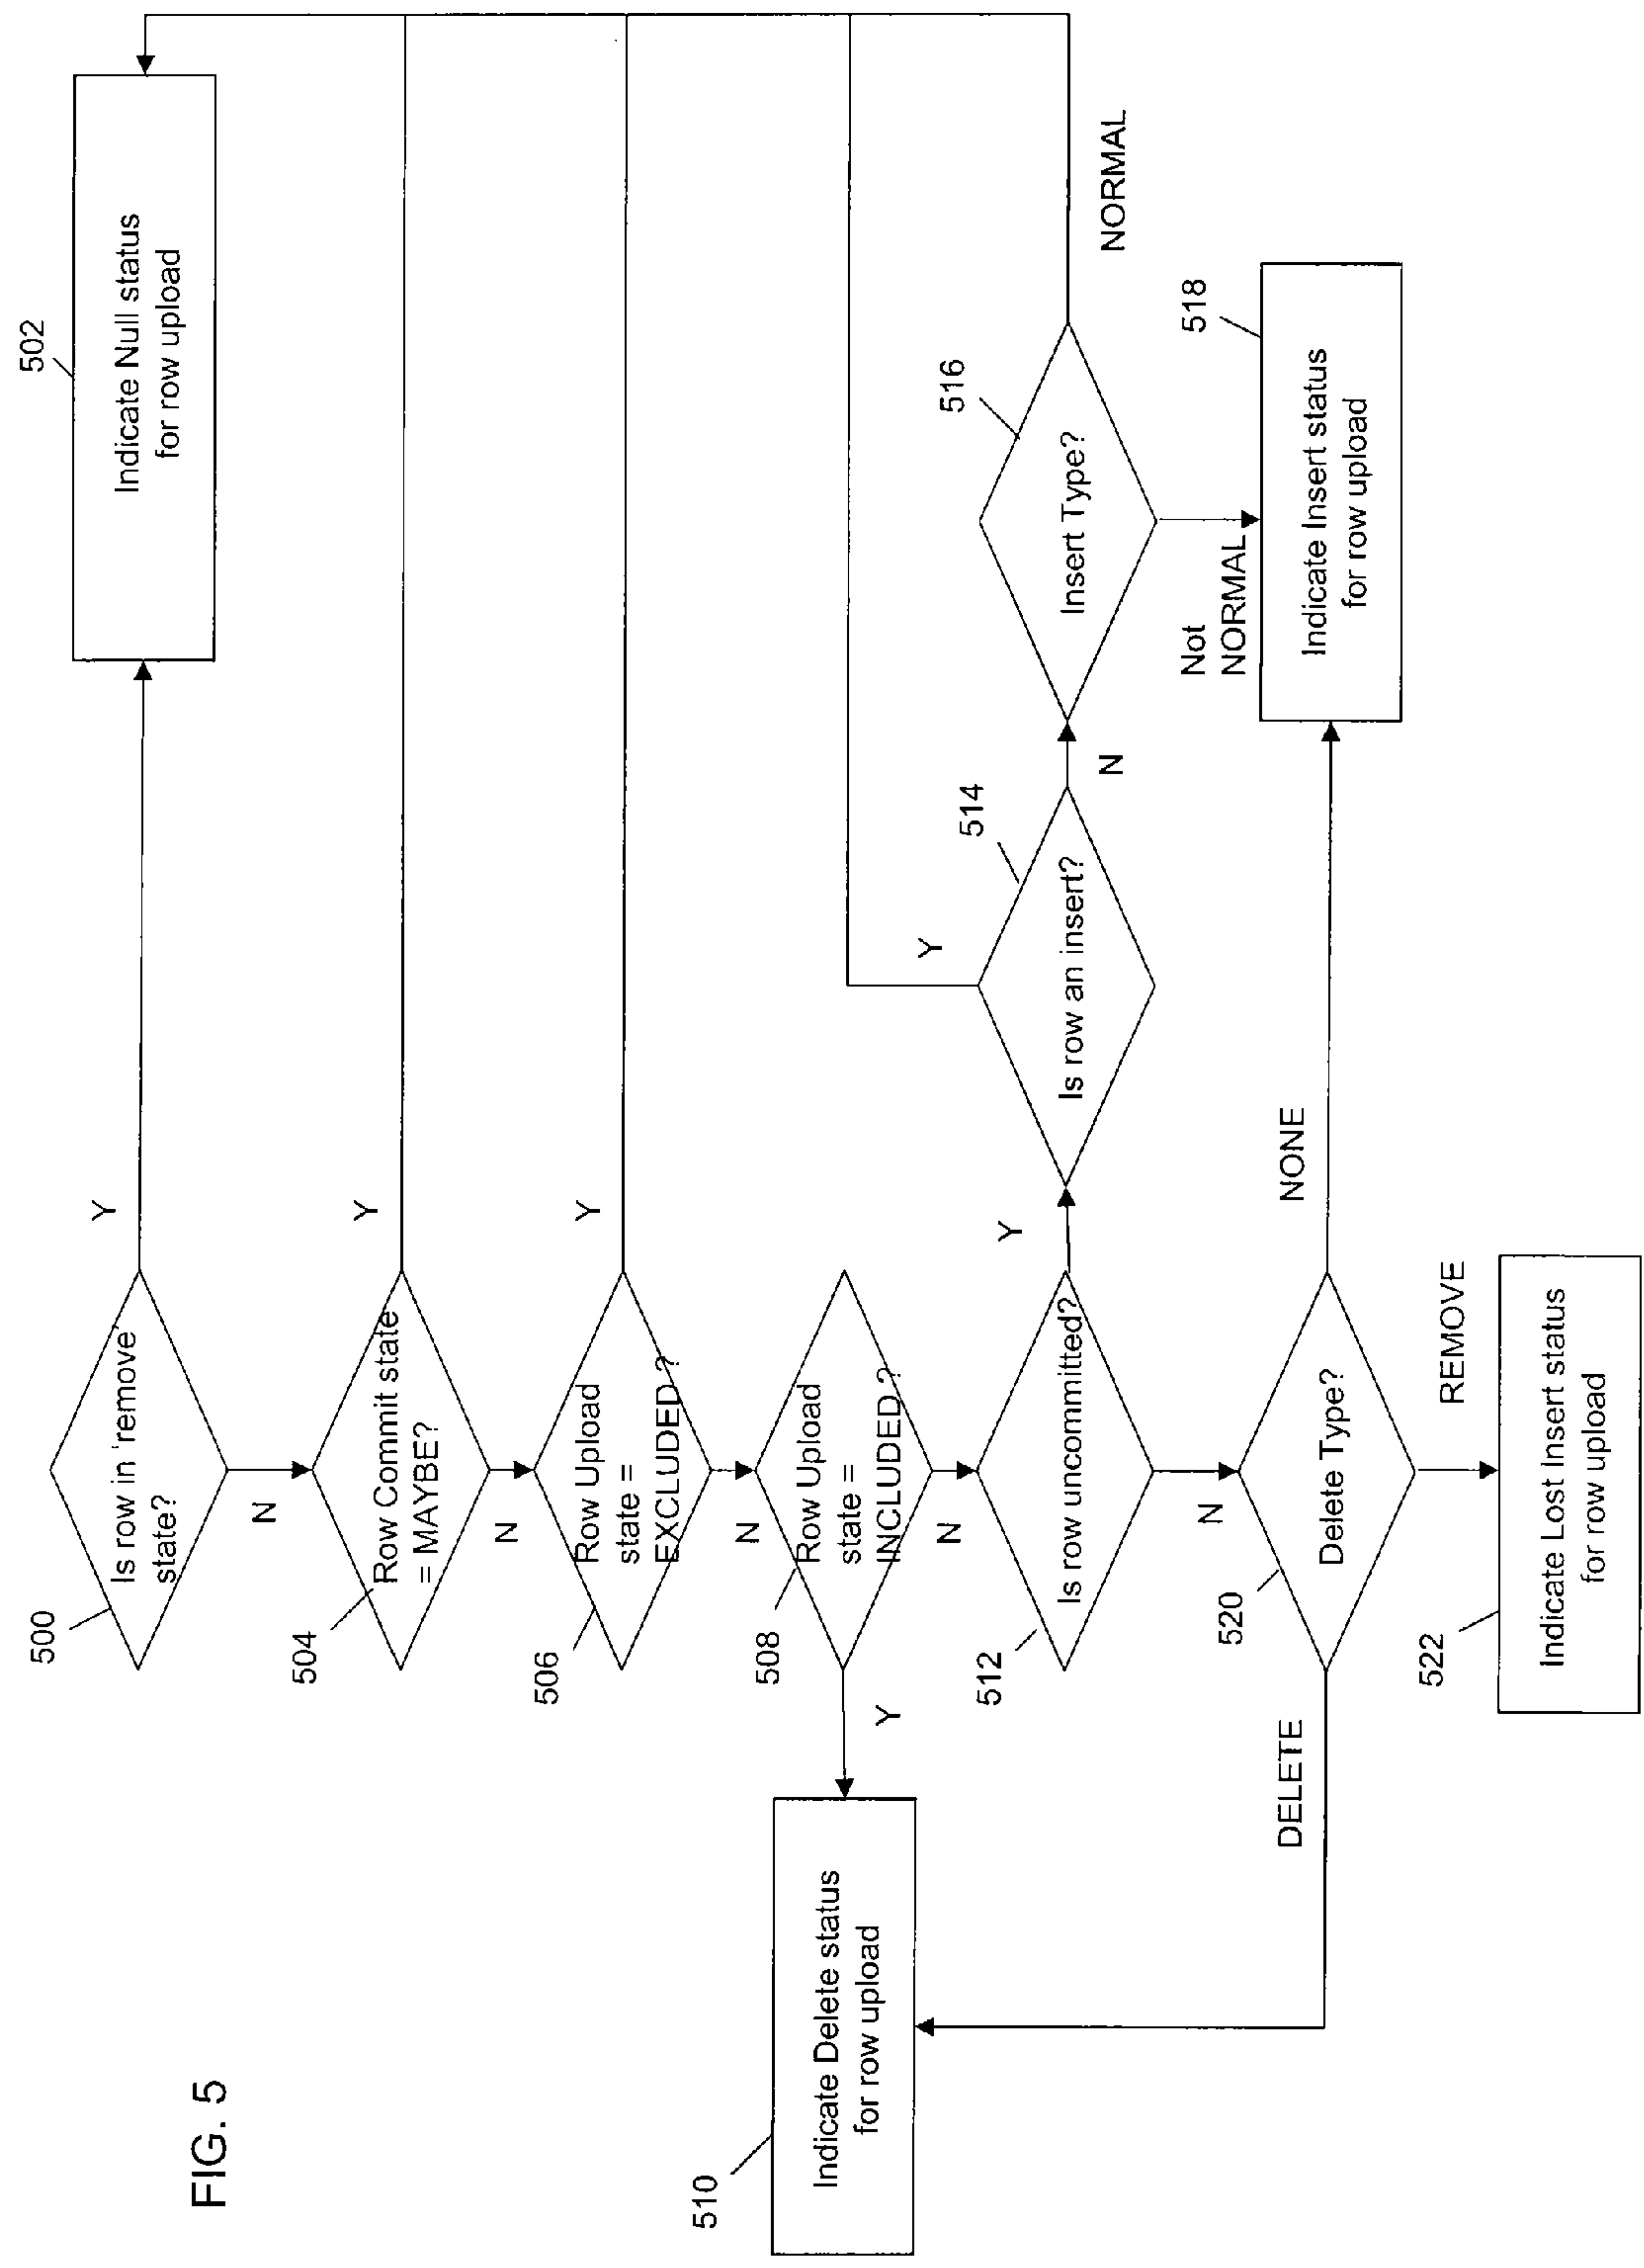 FIG. 5
500
Is row in 'remove
state?
Y
N
502
Indicate Null status
for row upload
504
Row Commit state
= MAYBE?
Y
N
506
Row Upload
state =
EXCLUDED ?
Y
N
508
Row Upload
state =
INCLUDED ?
Y
N
510
Indicate Delete status
for row upload
512
Is row uncommitted?
Y
N
514
Is row an insert?
Y
N
516
Insert Type?
NORMAL
Not
NORMAL
518
Indicate Insert status
for row upload
520
Delete Type?
NONE
DELETE
REMOVE
522
Indicate Lost Insert status
for row upload